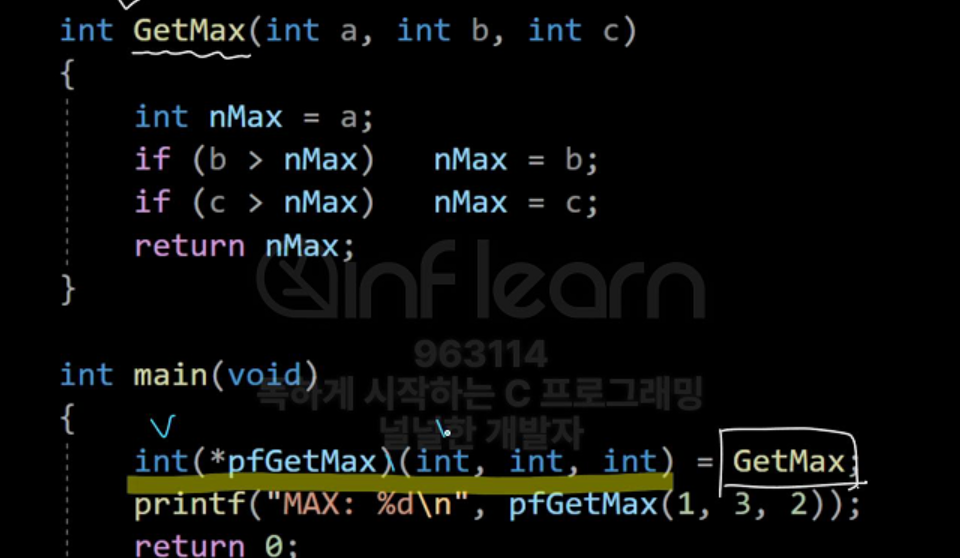 int GetMax(int a, int b, int c)
{
int nMax = a;
if (b > nMax) nMax = b;
if (c > nMax) nMax = c;
return nMax;
}
inflearn
963114
int main(void)
독하게 시작하는 C 프로그래밍
{
널널한 개발자
int(*pfGetMax)(int, int, int) = GetMax;
printf("MAX: %d\n", pfGetMax(1, 3, 2));
return 0;